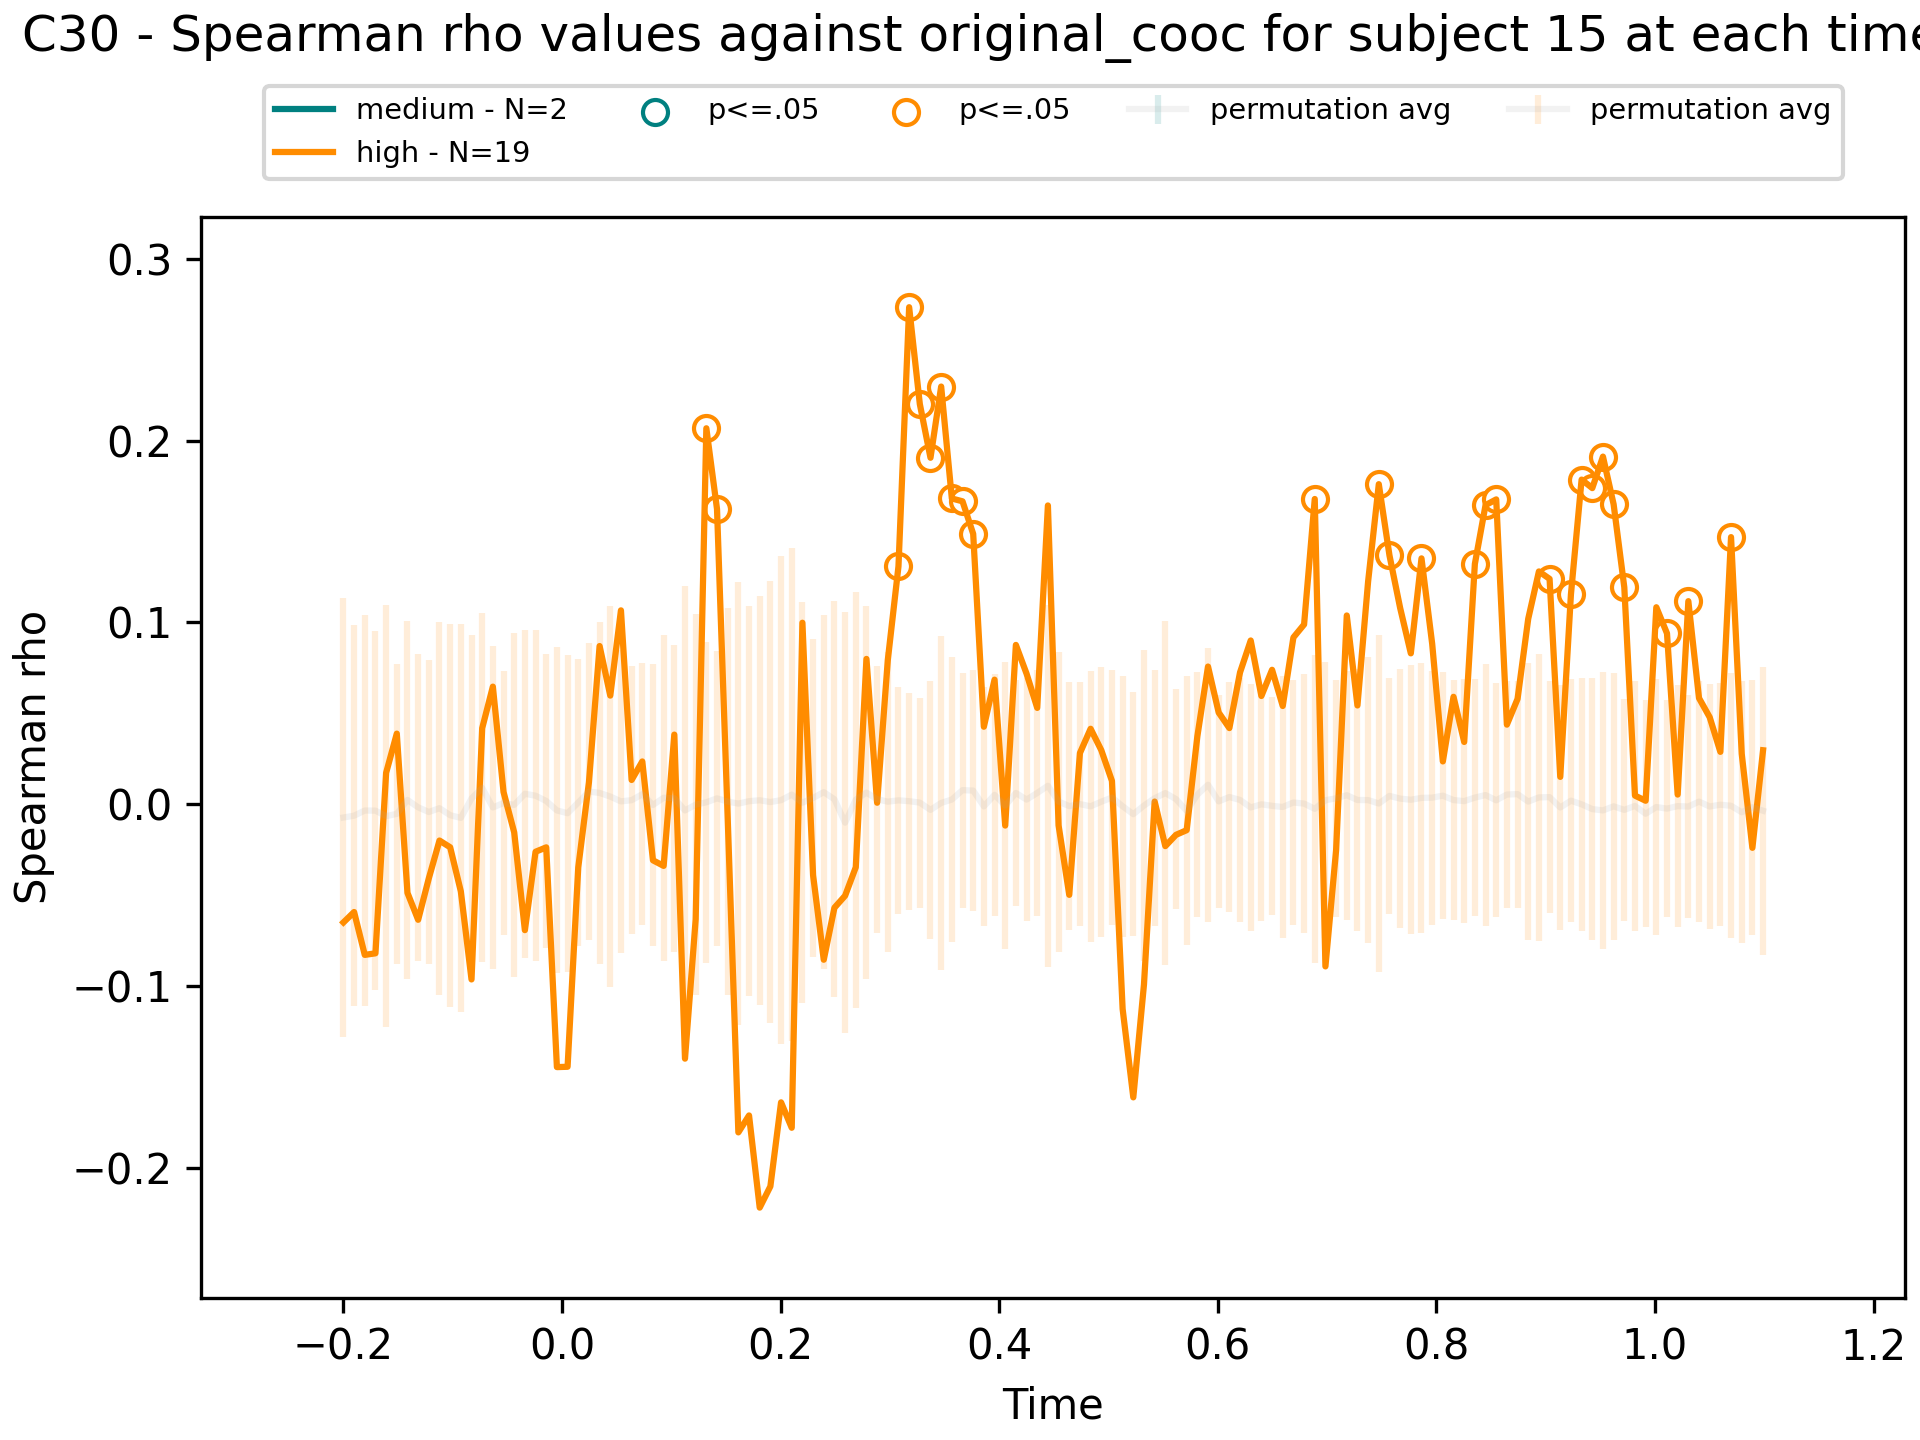 C30 - Spearman rho values against original_cooc for subject 15 at each time
medium - N=2 p<=.05 p<=.05 permutation avg permutation avg
high - N=19
0.3
0.2
0.1
0.0
−0.1
−0.2
Spearman rho
−0.2 0.0 0.2 0.4 0.6 0.8 1.0 1.2
Time